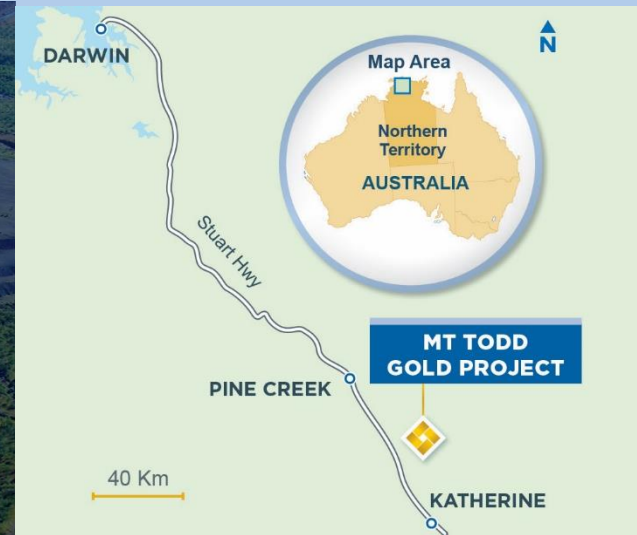 DARWIN
N
Map Area
Northern
Territory
AUSTRALIA
Stuart Hwy
MT TODD
GOLD PROJECT
PINE CREEK
40 Km
KATHERINE